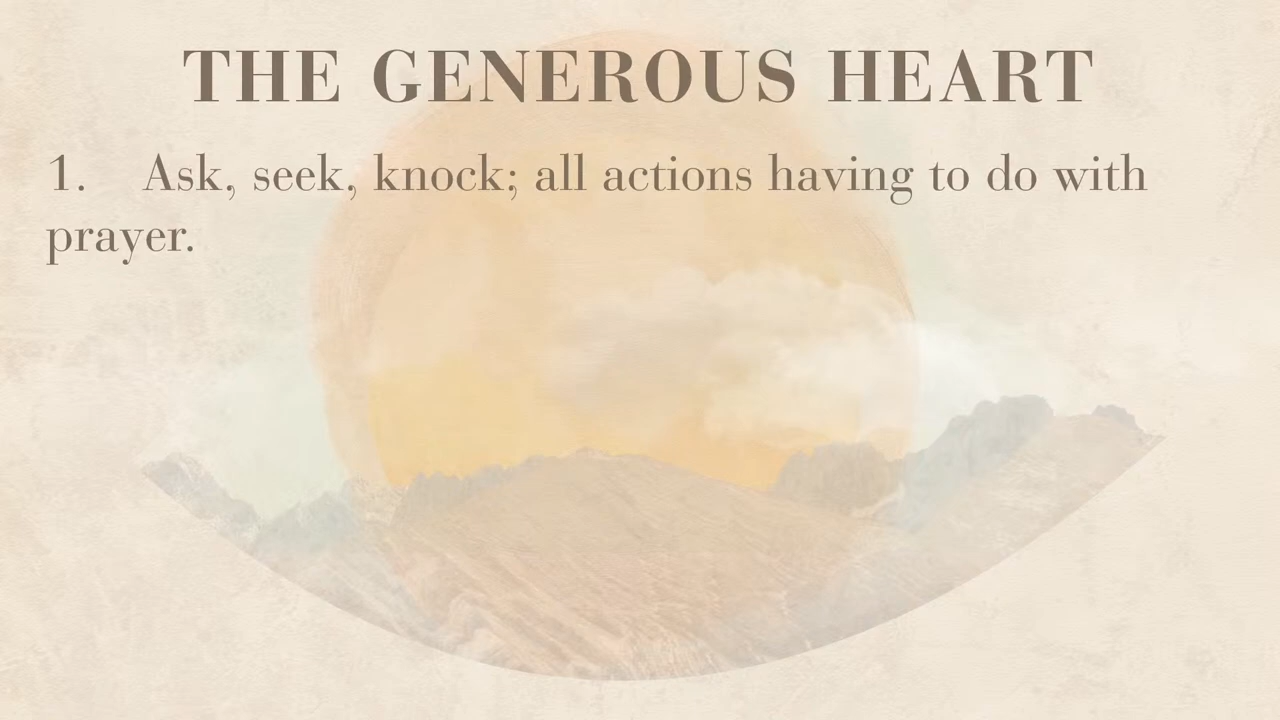 THE GENEROUS HEART
1. Ask, seek, knock; all actions having to do with
prayer.